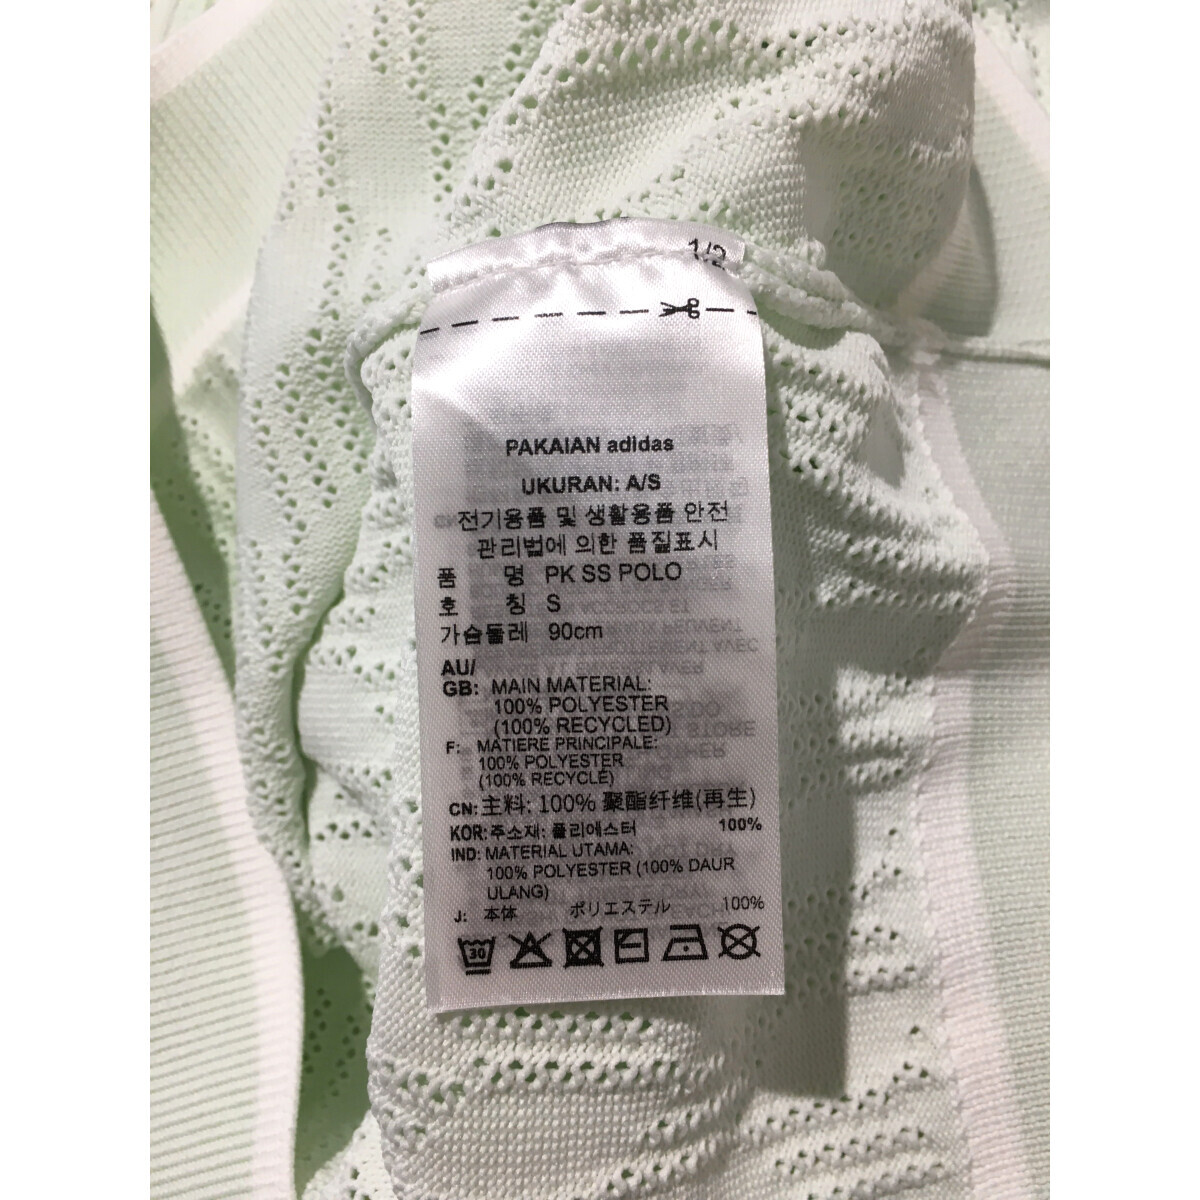 1/2
PAKAIAN adidas
UKURAN: A/S
전기용품 및 생활용품 안전
관리법에 의한 품질표시
품 명 PK SS POLO
호 칭 S
가슴둘레 90cm
AU/
GB: MAIN MATERIAL:
100% POLYESTER
(100% RECYCLED)
F: MATIERE PRINCIPALE:
100% POLYESTER
(100% RECYCLÉ)
CN: 主料: 100% 聚酯纤维(再生)
KOR: 주소재: 폴리에스터 100%
IND: MATERIAL UTAMA:
100% POLYESTER (100% DAUR
ULANG)
J: 本体 ポリエステル 100%
30